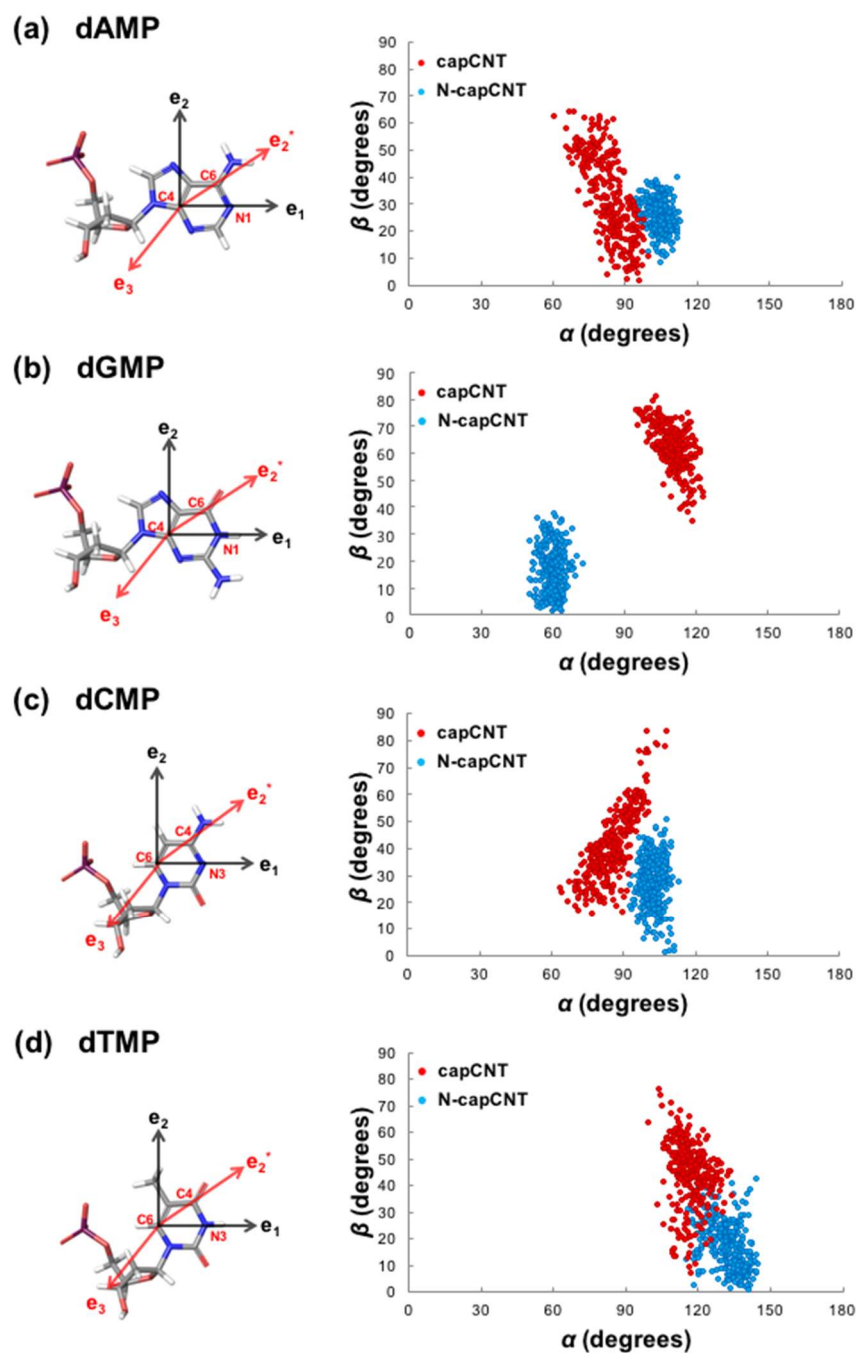 (a) dAMP
e2
e2*
C6
C4
N1
e1
e3
capCNT
N-capCNT
90
80
70
60
50
40
30
20
10
0
β (degrees)
0 30 60 90 120 150 180
α (degrees)
(b) dGMP
e2
e2*
C6
C4
N1
e1
e3
capCNT
N-capCNT
90
80
70
60
50
40
30
20
10
0
β (degrees)
0 30 60 90 120 150 180
α (degrees)
(c) dCMP
e2
e2*
C4
C6
N3
e1
e3
capCNT
N-capCNT
90
80
70
60
50
40
30
20
10
0
β (degrees)
0 30 60 90 120 150 180
α (degrees)
(d) dTMP
e2
e2*
C4
C6
N3
e1
e3
capCNT
N-capCNT
90
80
70
60
50
40
30
20
10
0
β (degrees)
0 30 60 90 120 150 180
α (degrees)